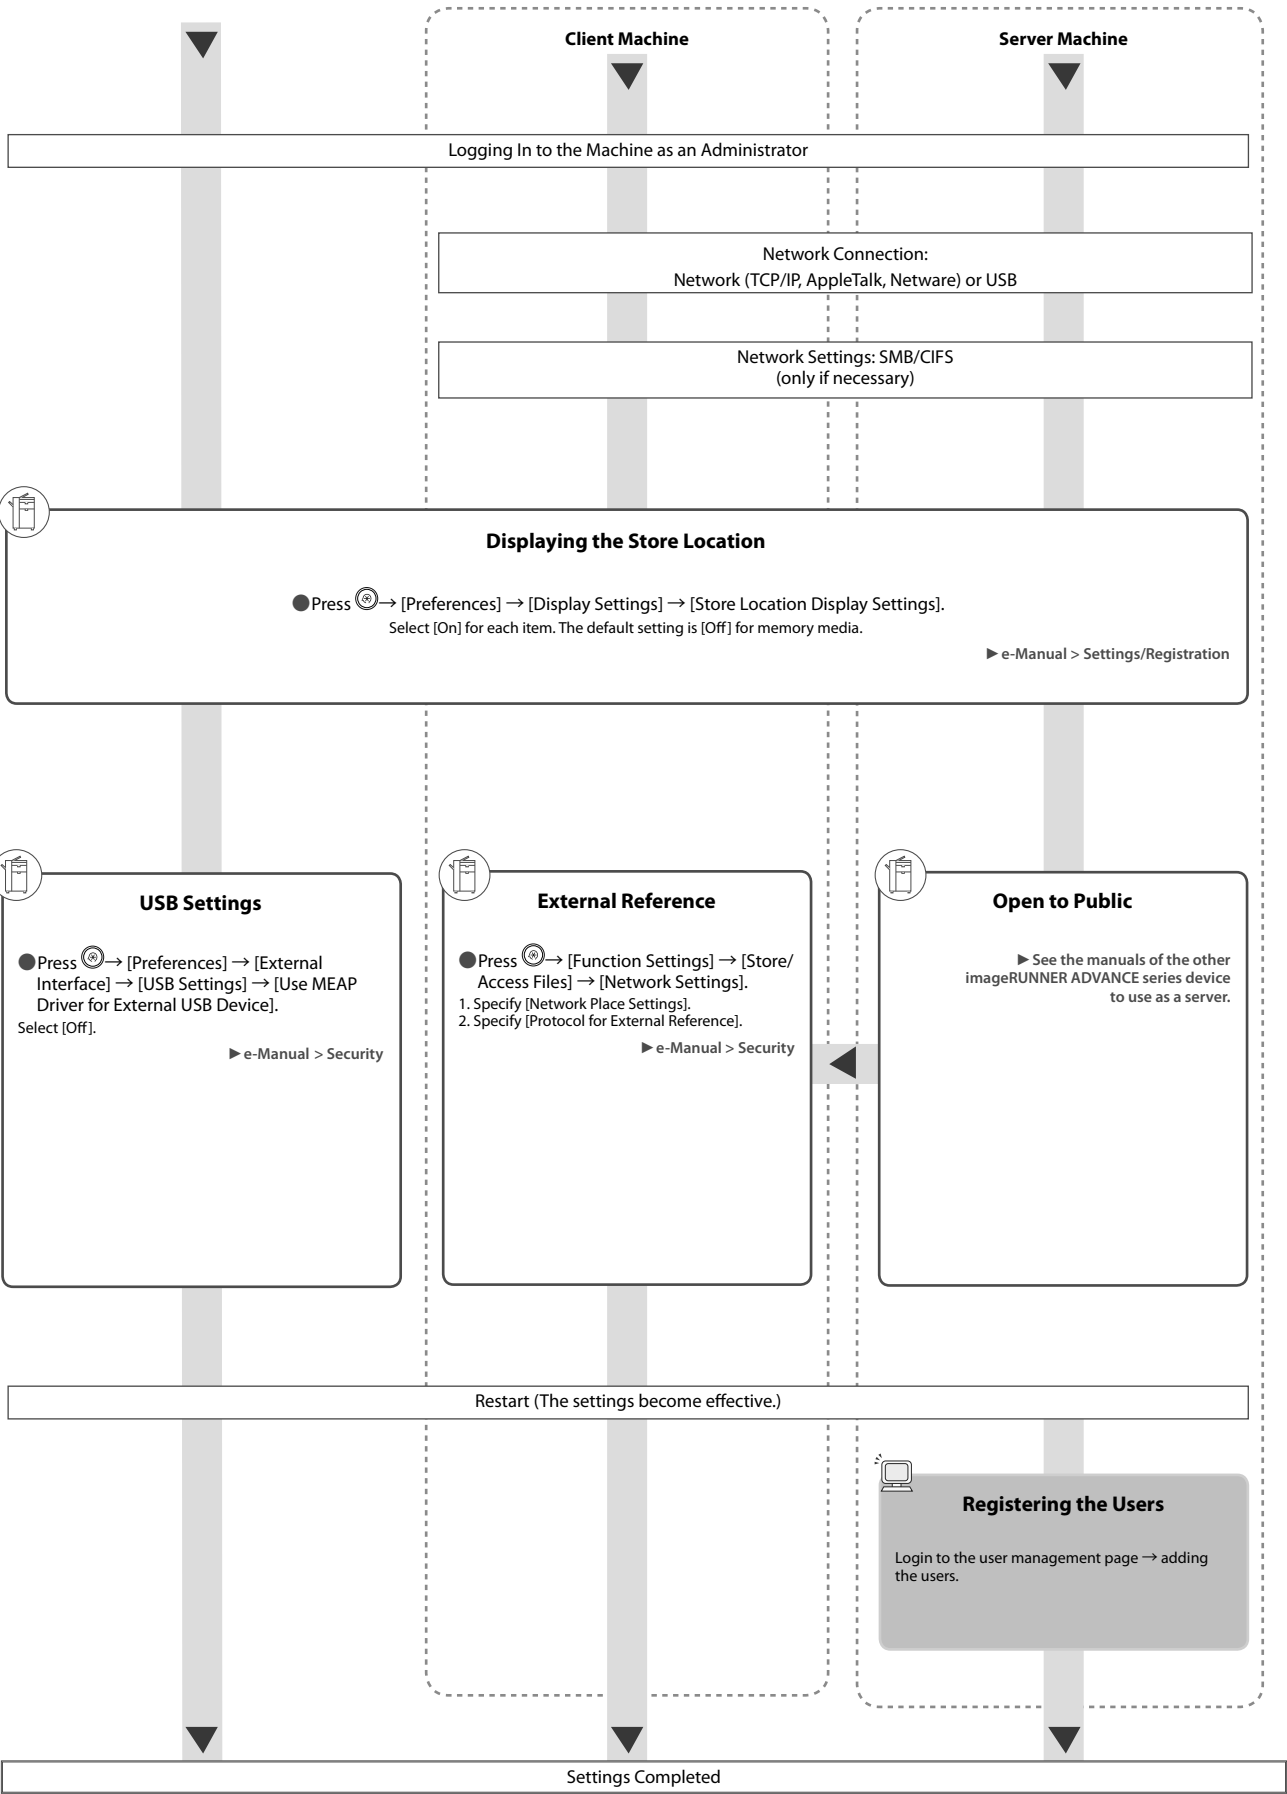 Client Machine
Server Machine
Logging In to the Machine as an Administrator
Network Connection:
Network (TCP/IP, AppleTalk, Netware) or USB
Network Settings: SMB/CIFS
(only if necessary)
Displaying the Store Location
●Press → [Preferences] → [Display Settings] → [Store Location Display Settings].
Select [On] for each item. The default setting is [Off] for memory media.
▶e-Manual > Settings/Registration
USB Settings
●Press → [Preferences] → [External
Interface] → [USB Settings] → [Use MEAP
Driver for External USB Device].
Select [Off].
▶e-Manual > Security
External Reference
●Press → [Function Settings] → [Store/
Access Files] → [Network Settings].
1. Specify [Network Place Settings].
2. Specify [Protocol for External Reference].
▶e-Manual > Security
Open to Public
▶See the manuals of the other
imageRUNNER ADVANCE series device
to use as a server.
Restart (The settings become effective.)
Registering the Users
Login to the user management page → adding
the users.
Settings Completed